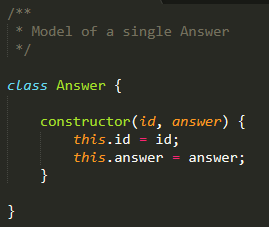 /**
 * Model of a single Answer
 */
class Answer {
    constructor(id, answer) {
        this.id = id;
        this.answer = answer;
    }
}